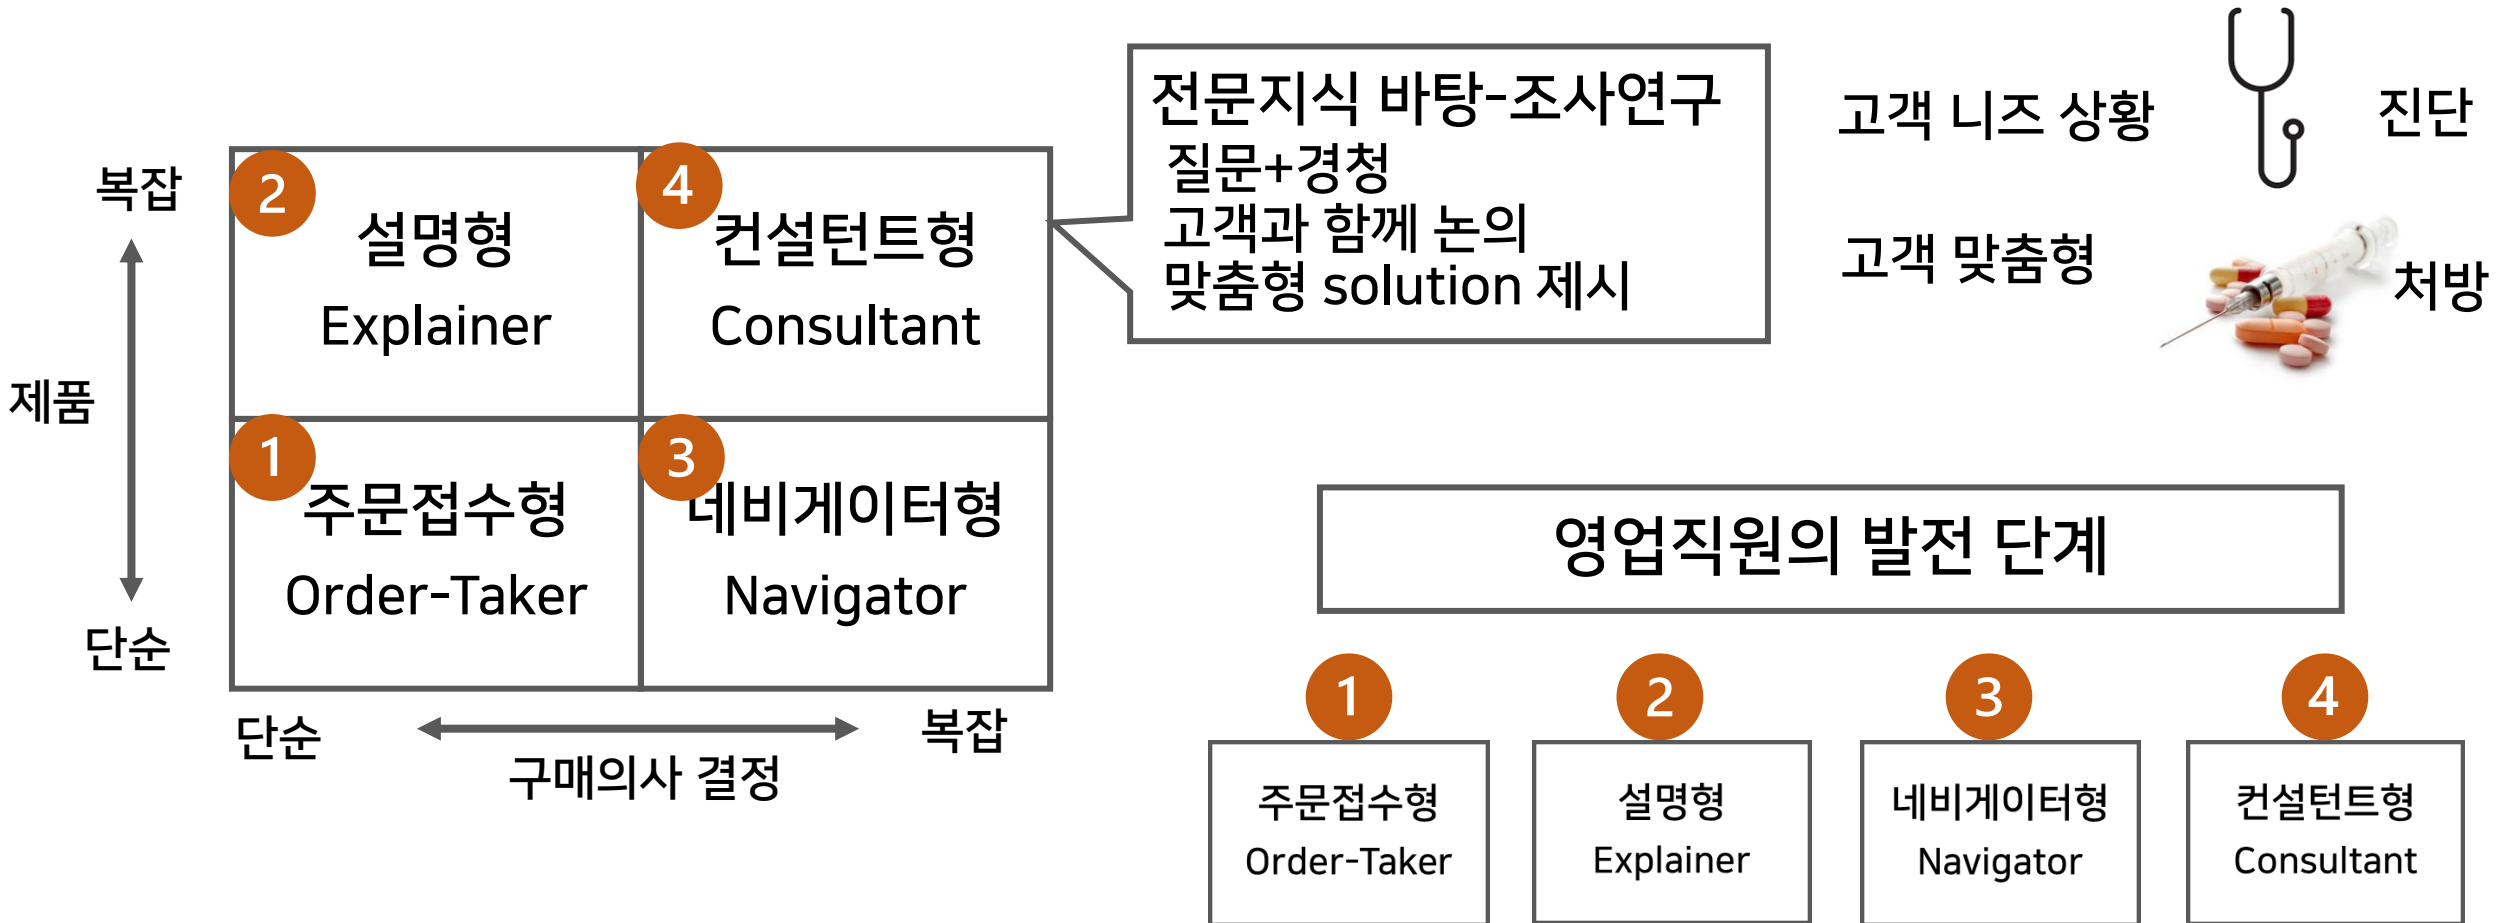 복잡
제품
단순
2
설명형
Explainer
4
컨설턴트형
Consultant
1
주문접수형
Order-Taker
3
네비게이터형
Navigator
단순
복잡
구매의사 결정
전문지식 바탕-조사연구
질문+경청
고객과 함께 논의
맞춤형 solution 제시
고객 니즈 상황
진단
고객 맞춤형
처방
영업직원의 발전 단계
1
주문접수형
Order-Taker
2
설명형
Explainer
3
네비게이터형
Navigator
4
컨설턴트형
Consultant